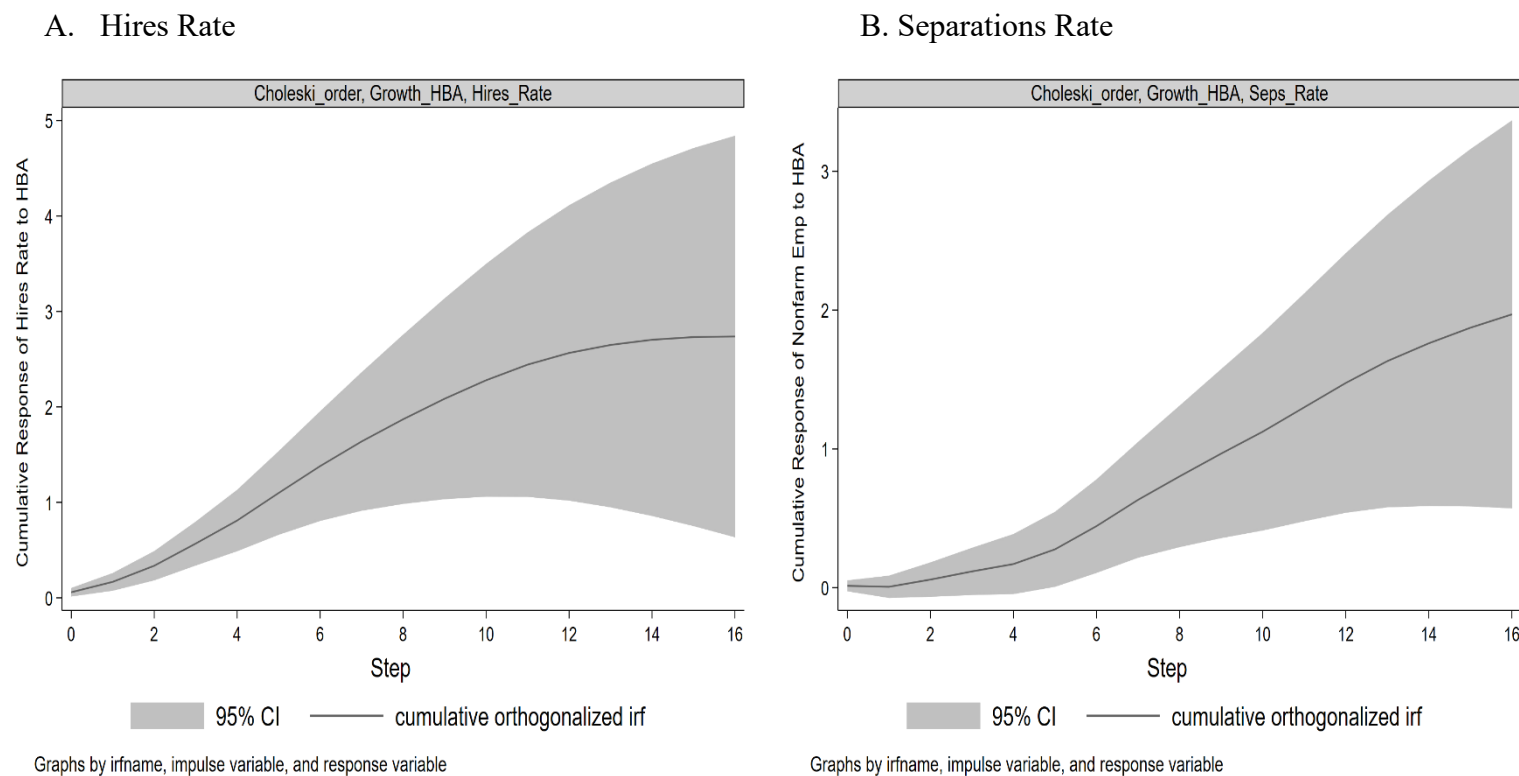 A. Hires Rate
Choleski_order, Growth_HBA, Hires_Rate
Cumulative Response of Hires Rate to HBA
5
4
3
2
1
0
0 2 4 6 8 10 12 14 16
Step
95% CI
cumulative orthogonalized irf
Graphs by irfname, impulse variable, and response variable
B. Separations Rate
Choleski_order, Growth_HBA, Seps_Rate
Cumulative Response of Nonfarm Emp to HBA
3
2
1
0
0 2 4 6 8 10 12 14 16
Step
95% CI
cumulative orthogonalized irf
Graphs by irfname, impulse variable, and response variable